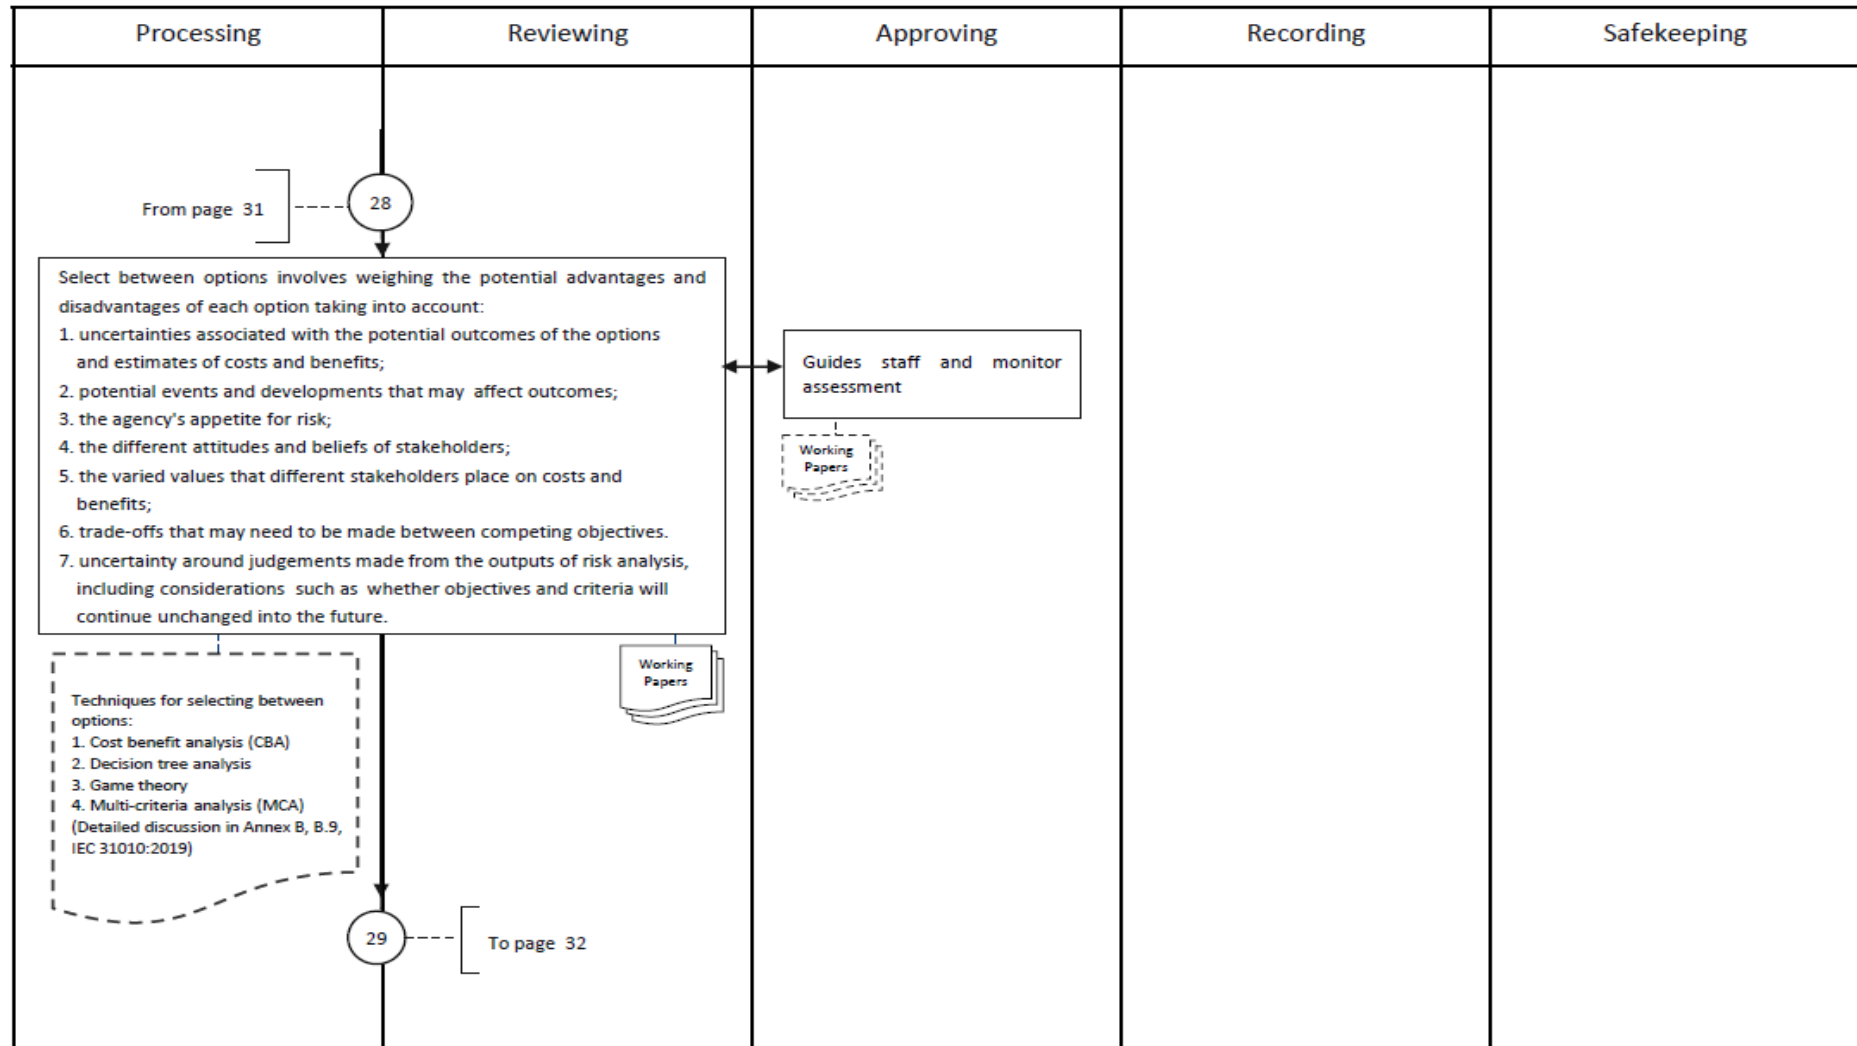 Processing
Reviewing
Approving
Recording
Safekeeping
From page 31
28
Select between options involves weighing the potential advantages and
disadvantages of each option taking into account:
1. uncertainties associated with the potential outcomes of the options
and estimates of costs and benefits;
2. potential events and developments that may affect outcomes;
3. the agency's appetite for risk;
4. the different attitudes and beliefs of stakeholders;
5. the varied values that different stakeholders place on costs and
benefits;
6. trade-offs that may need to be made between competing objectives.
7. uncertainty around judgements made from the outputs of risk analysis,
including considerations such as whether objectives and criteria will
continue unchanged into the future.
Guides staff and monitor
assessment
Working
Papers
Working
Papers
Techniques for selecting between
options:
1. Cost benefit analysis (CBA)
2. Decision tree analysis
3. Game theory
4. Multi-criteria analysis (MCA)
(Detailed discussion in Annex B, B.9,
IEC 31010:2019)
29
To page 32